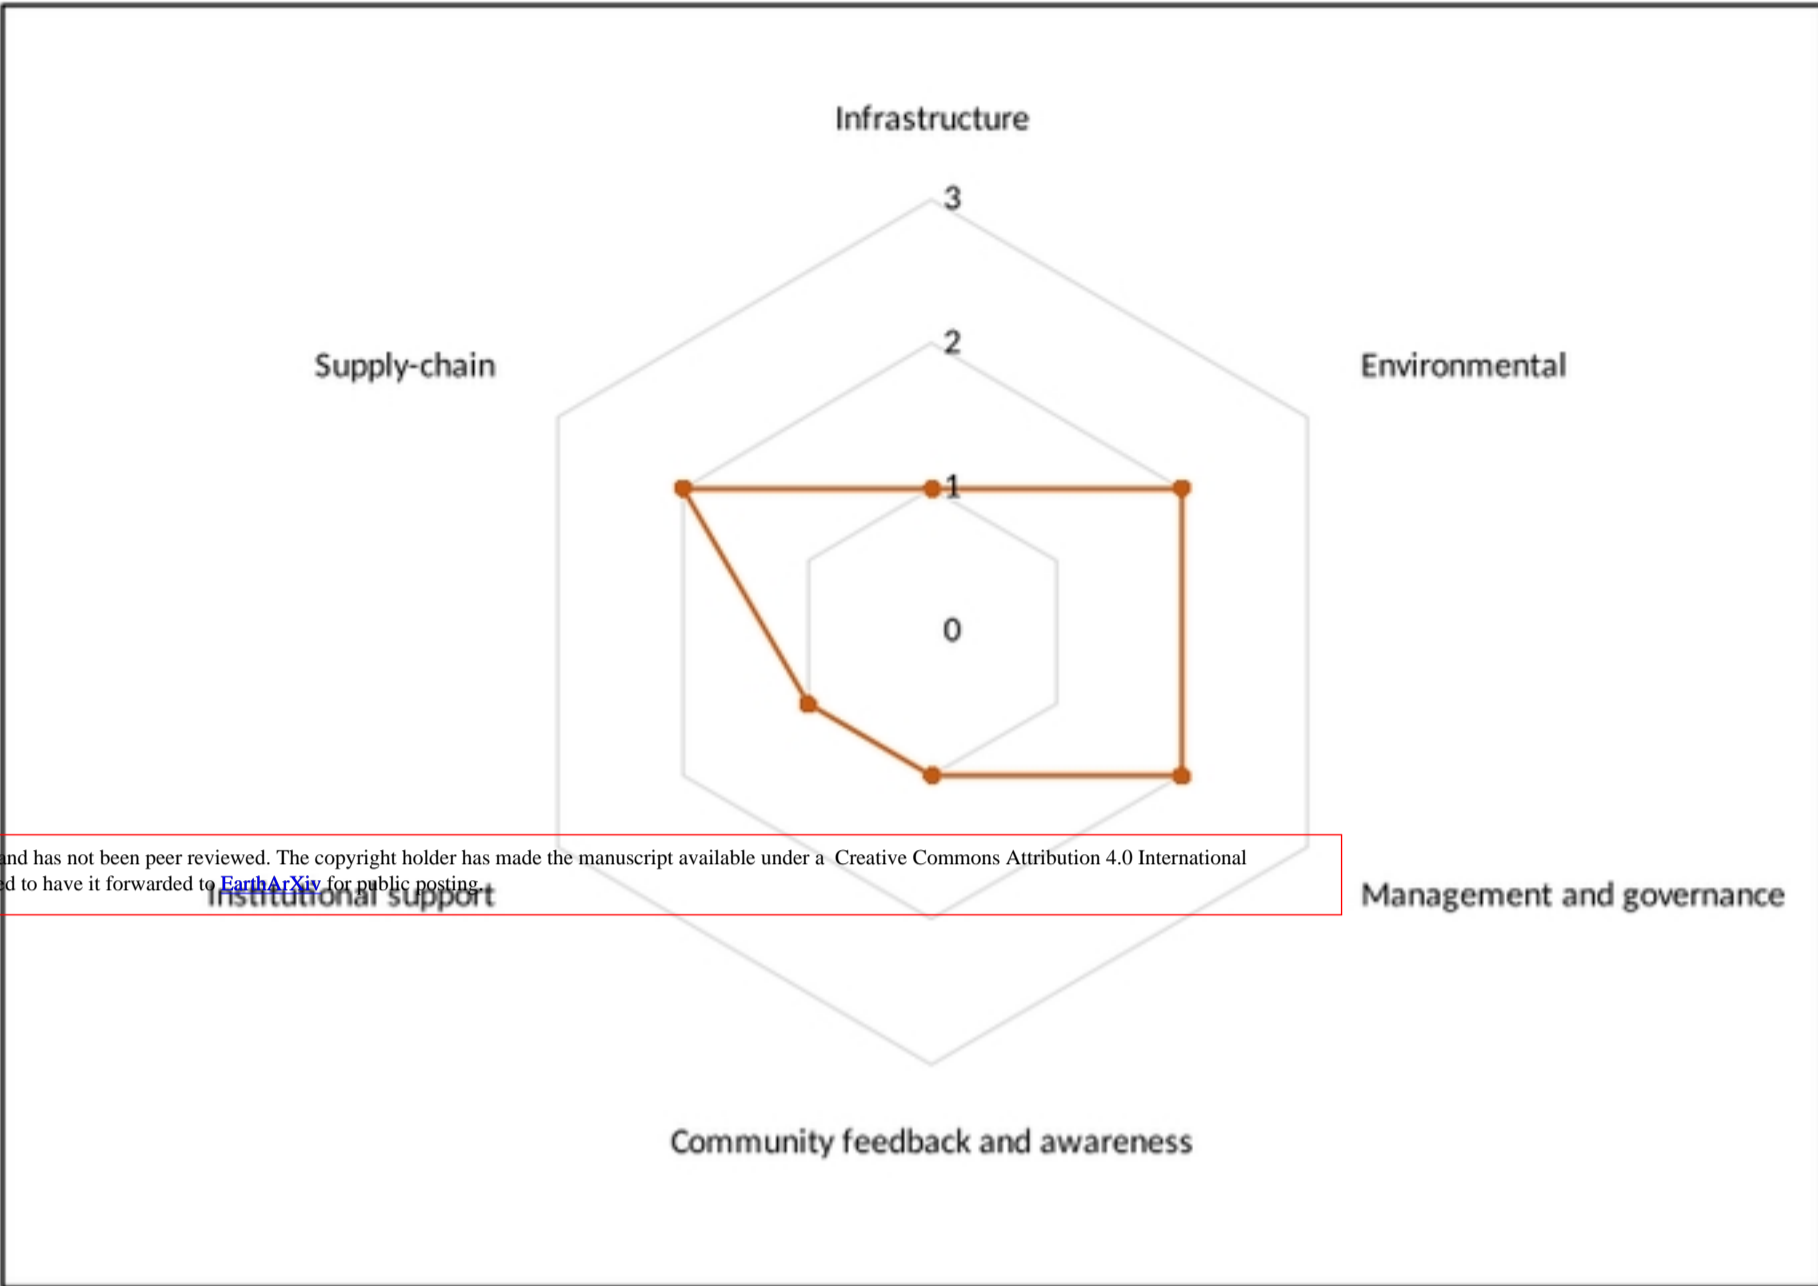 Infrastructure
3
2
Supply-chain
Environmental
1
0
and has not been peer reviewed. The copyright holder has made the manuscript available under a Creative Commons Attribution 4.0 International
ed to have it forwarded to EarthArXiv for public posting.
Institutional support
Management and governance
Community feedback and awareness